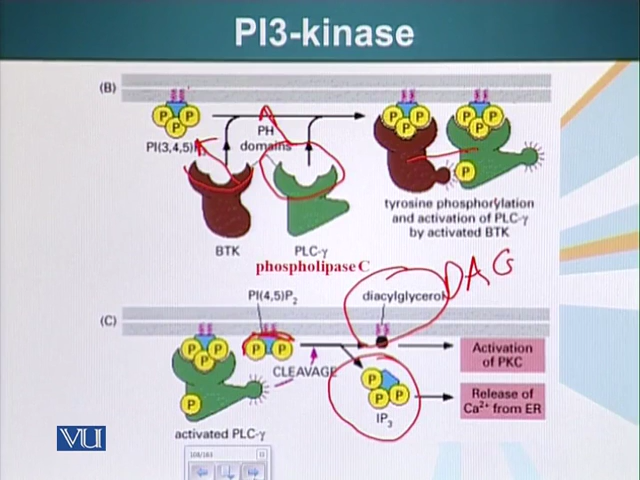 PI3-kinase
(B)
P P P
PI(3,4,5)
PH
domains
BTK
PLC-γ
phospholipase C
P P P
P P P
P
tyrosine phosphorylation
and activation of PLC-γ
by activated BTK
(C)
PI(4,5)P2
diacylglycerol
DAG
P P P
P P
CLEAVAGE
P
P P P
IP3
activated PLC-γ
Activation
of PKC
Release of
Ca2+ from ER
VU
108/163